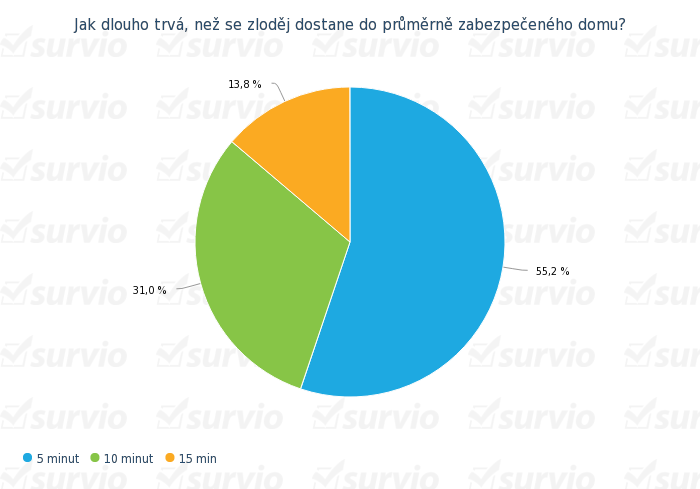 Jak dlouho trvá, než se zloděj dostane do průměrně zabezpečeného domu?
13,8 %
55,2 %
31,0 %
5 minut 10 minut 15 min
survio